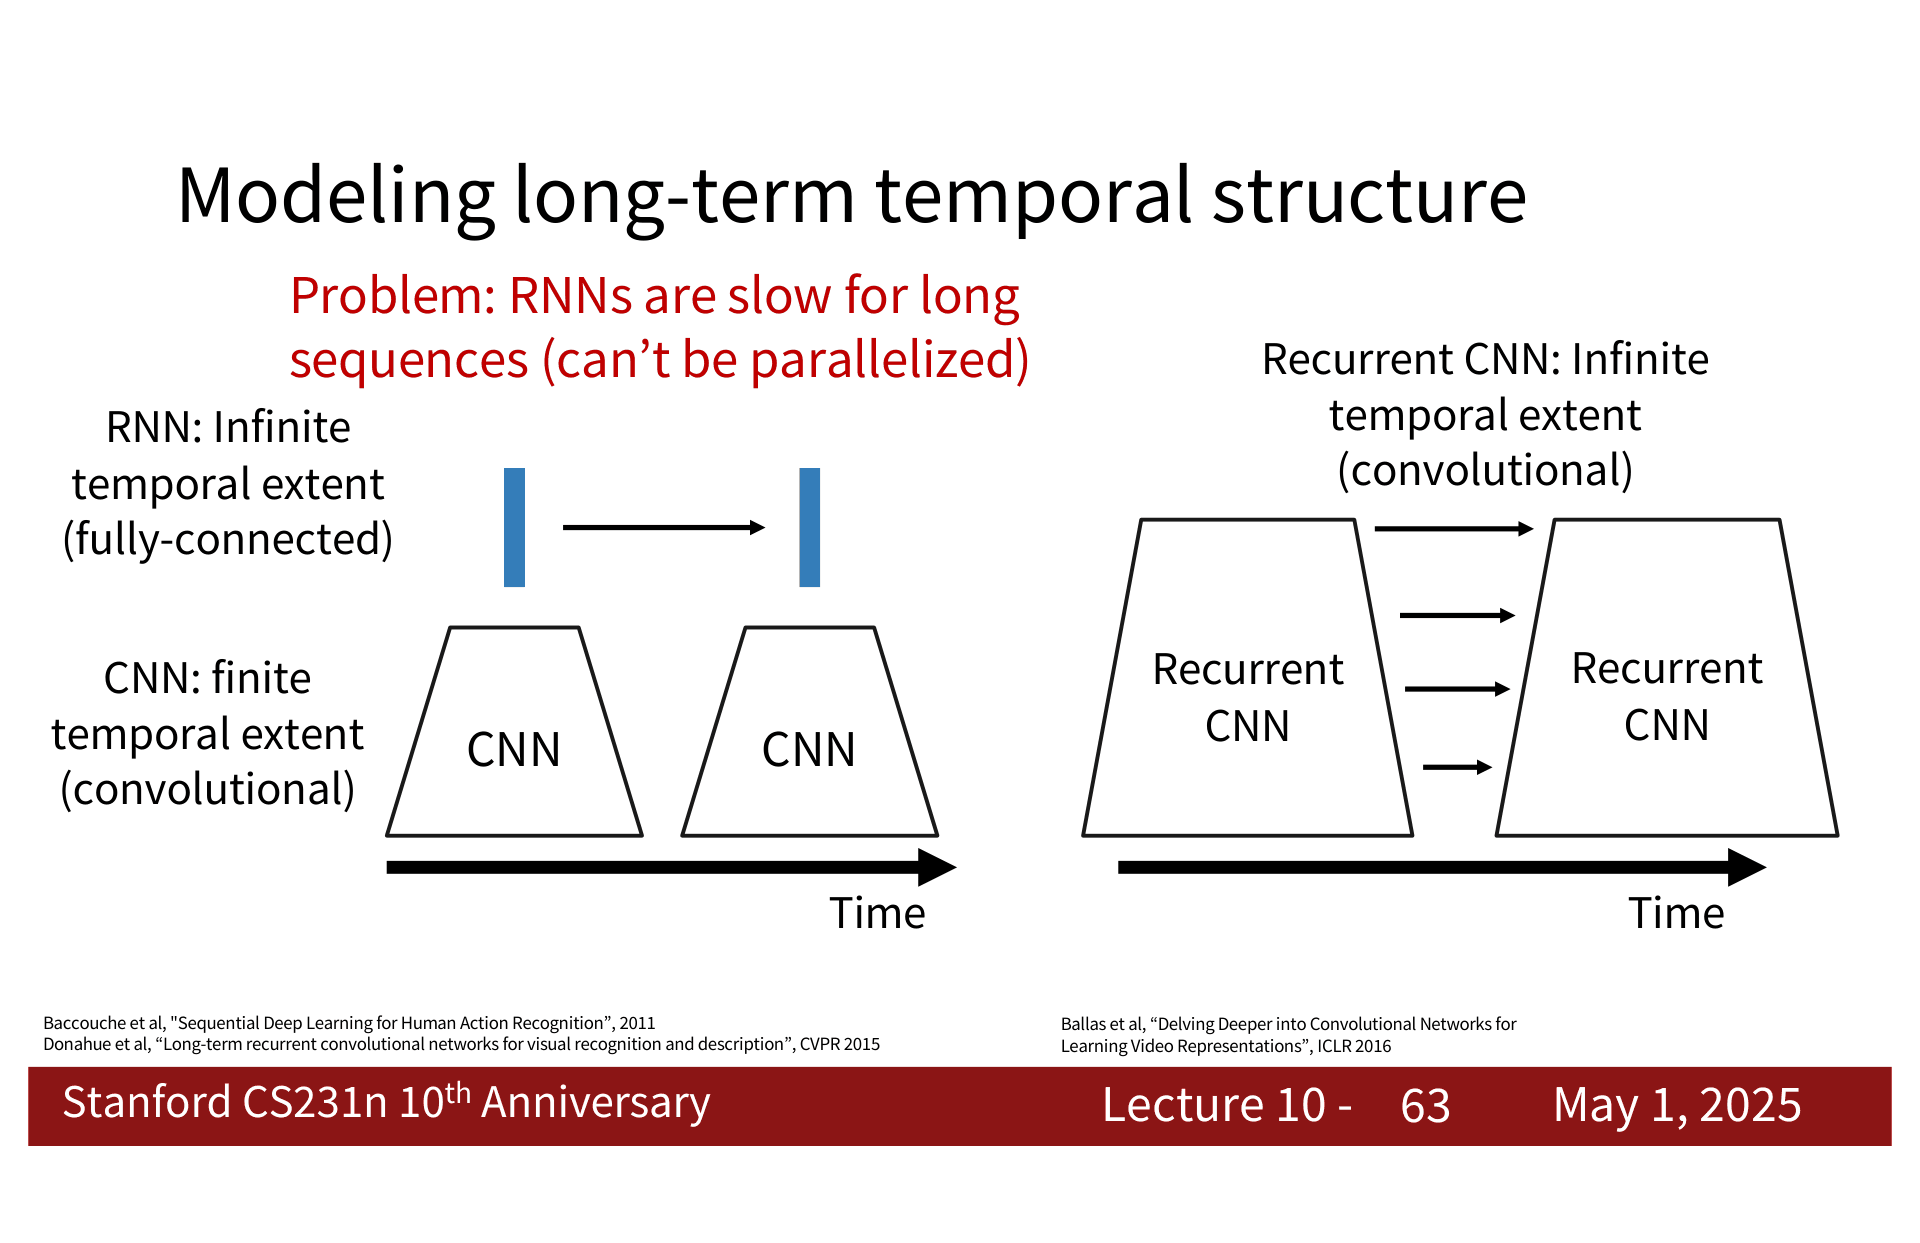 Modeling long-term temporal structure
Problem: RNNs are slow for long
sequences (can’t be parallelized)
RNN: Infinite
temporal extent
(fully-connected)
CNN: finite
temporal extent
(convolutional)
CNN
CNN
Time
Recurrent CNN: Infinite
temporal extent
(convolutional)
Recurrent
CNN
Recurrent
CNN
Time
Baccouche et al, "Sequential Deep Learning for Human Action Recognition”, 2011
Donahue et al, “Long-term recurrent convolutional networks for visual recognition and description”, CVPR 2015
Ballas et al, “Delving Deeper into Convolutional Networks for
Learning Video Representations”, ICLR 2016
Stanford CS231n 10th Anniversary
Lecture 10 - 63
May 1, 2025